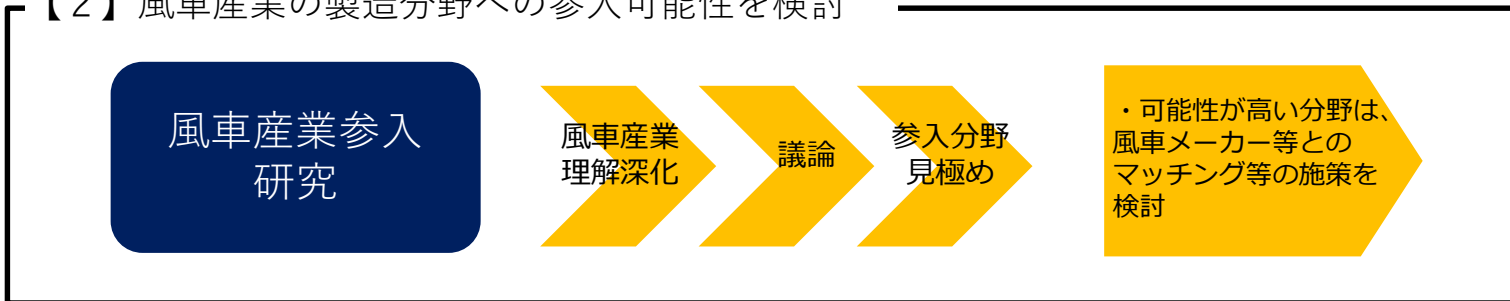 【２】風車産業の製造分野への参入可能性を検討
風車産業参入
研究
風車産業
理解深化
議論
参入分野
見極め
・可能性が高い分野は、
風車メーカー等との
マッチング等の施策を
検討